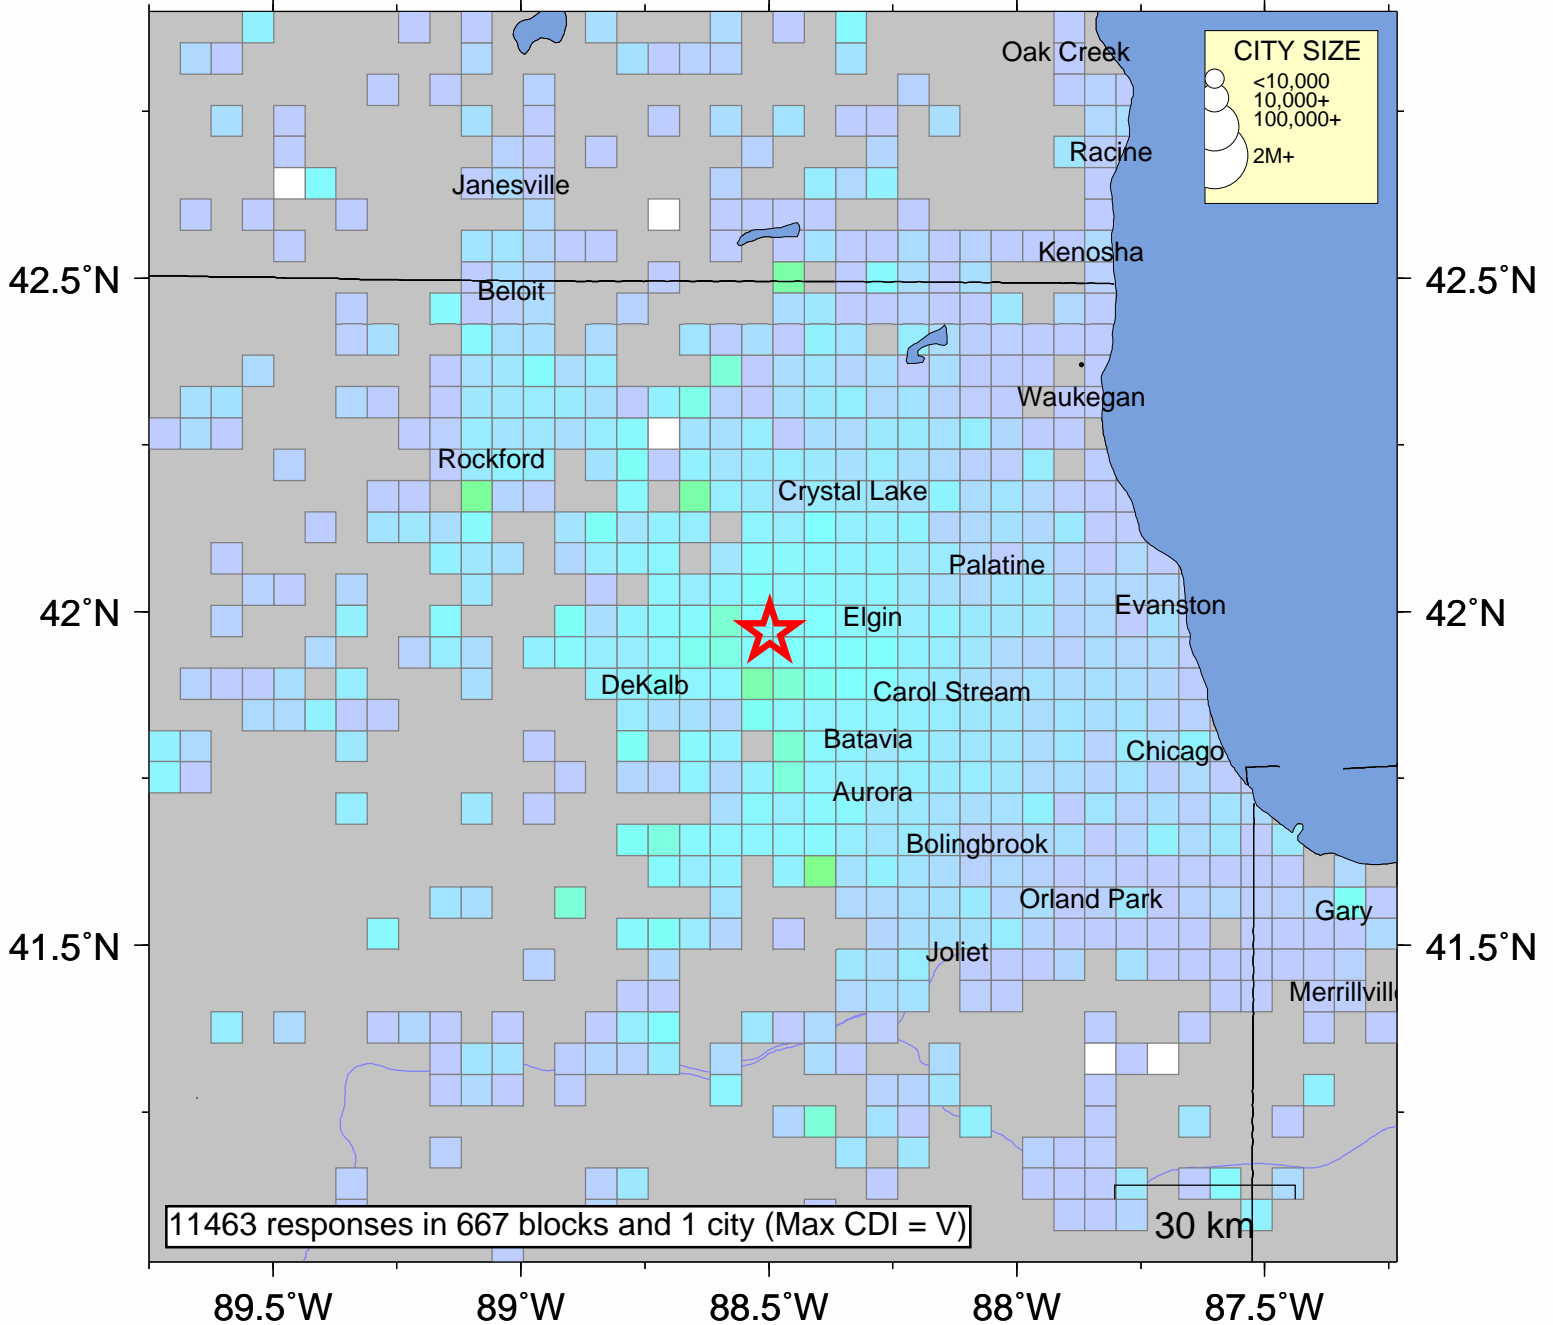 Oak Creek
CITY SIZE
<10,000
10,000+
100,000+
2M+
Racine
Janesville
Kenosha
42.5°N
42.5°N
Beloit
Waukegan
Rockford
Crystal Lake
Palatine
42°N
Elgin
Evanston
42°N
DeKalb
Carol Stream
Batavia
Chicago
Aurora
Bolingbrook
Orland Park
Gary
41.5°N
Joliet
41.5°N
Merrillville
11463 responses in 667 blocks and 1 city (Max CDI = V)
30 km
89.5°W
89°W
88.5°W
88°W
87.5°W